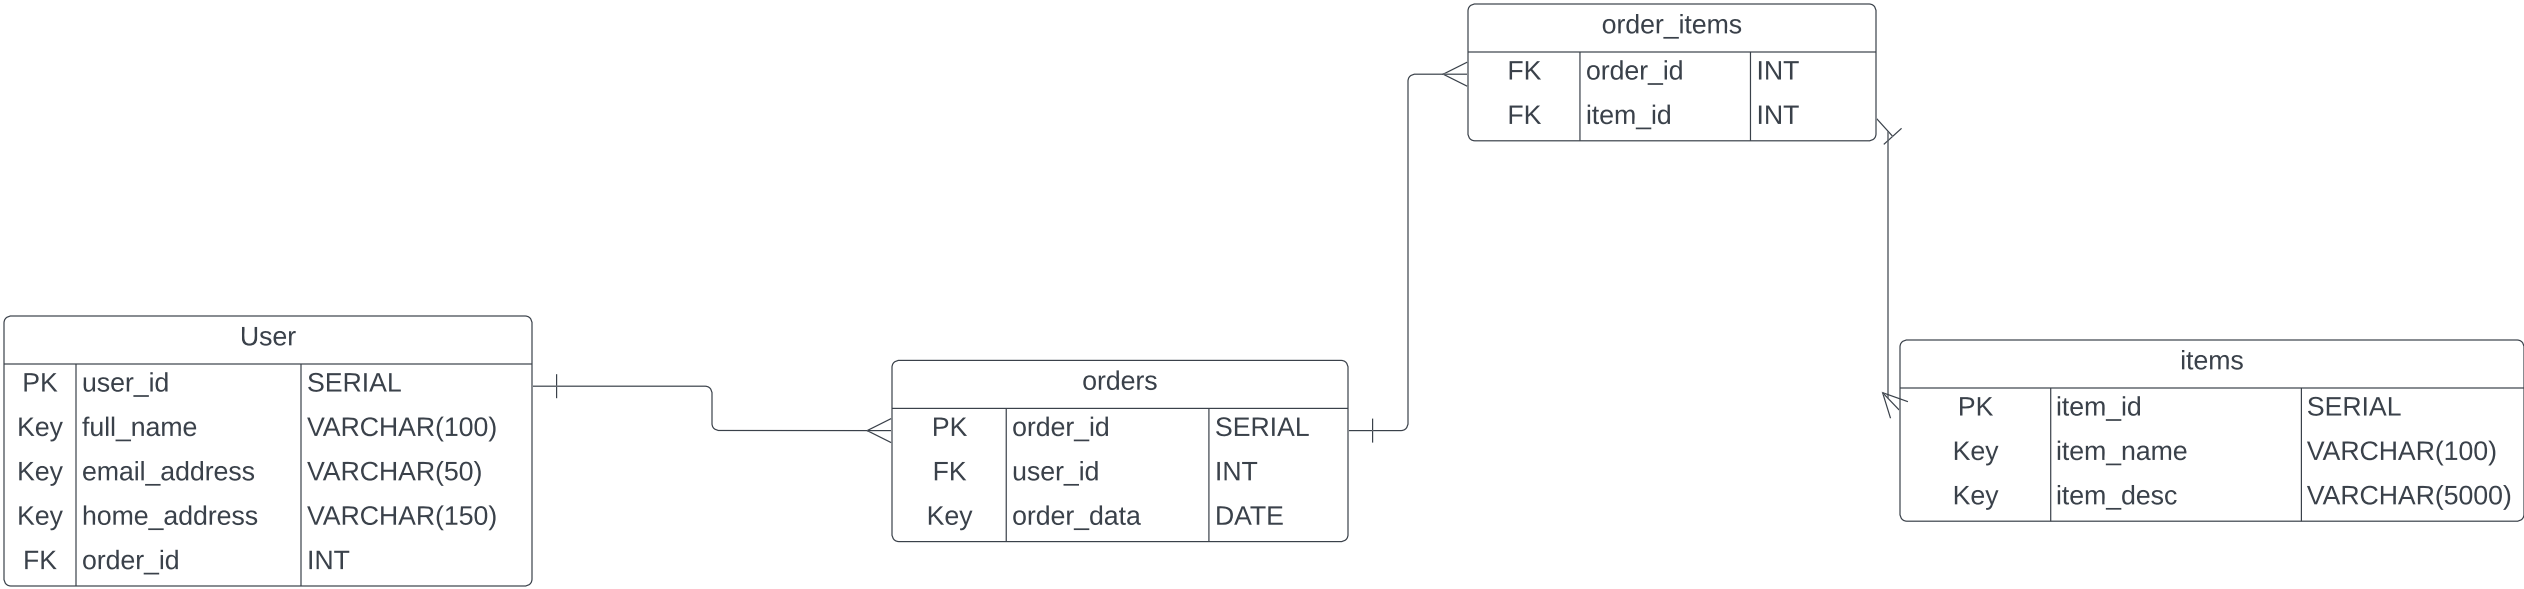 order_items
FK order_id INT
FK item_id INT
User
PK user_id SERIAL
Key full_name VARCHAR(100)
Key email_address VARCHAR(50)
Key home_address VARCHAR(150)
FK order_id INT
orders
PK order_id SERIAL
FK user_id INT
Key order_data DATE
items
PK item_id SERIAL
Key item_name VARCHAR(100)
Key item_desc VARCHAR(5000)